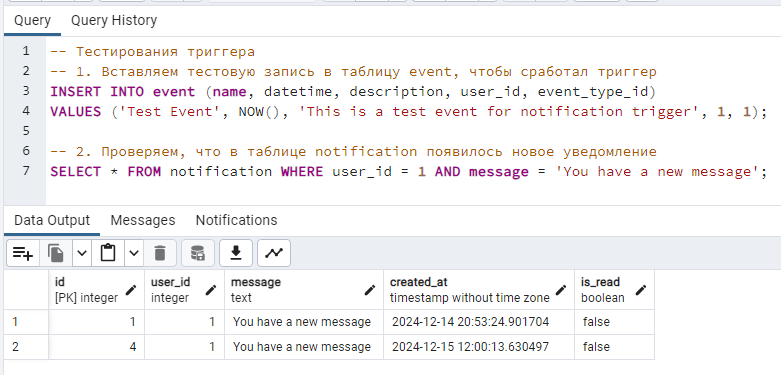 Query Query History
1 -- Тестирования триггера
2 -- 1. Вставляем тестовую запись в таблицу event, чтобы сработал триггер
3 INSERT INTO event (name, datetime, description, user_id, event_type_id)
4 VALUES ('Test Event', NOW(), 'This is a test event for notification trigger', 1, 1);
5
6 -- 2. Проверяем, что в таблице notification появилось новое уведомление
7 SELECT * FROM notification WHERE user_id = 1 AND message = 'You have a new message';
Data Output Messages Notifications
id user_id message created_at is_read
[PK] integer integer text timestamp without time zone boolean
1 1 1 You have a new message 2024-12-14 20:53:24.901704 false
2 4 1 You have a new message 2024-12-15 12:00:13.630497 false